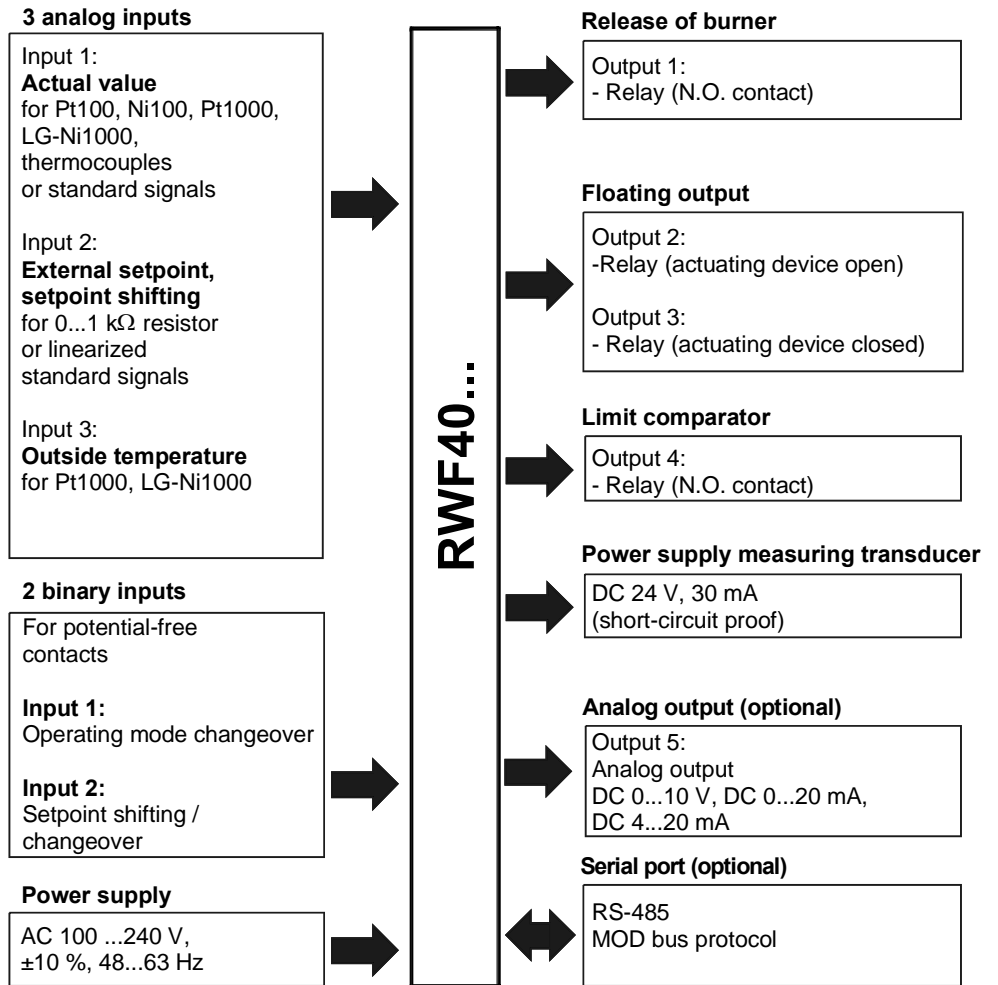 3 analog inputs
Input 1:
Actual value
for Pt100, Ni100, Pt1000,
LG-Ni1000,
thermocouples
or standard signals
Input 2:
External setpoint,
setpoint shifting
for 0...1 kΩ resistor
or linearized
standard signals
Input 3:
Outside temperature
for Pt1000, LG-Ni1000
2 binary inputs
For potential-free
contacts
Input 1:
Operating mode changeover
Input 2:
Setpoint shifting /
changeover
Power supply
AC 100 ...240 V,
±10 %, 48...63 Hz
RWF40...
Release of burner
Output 1:
- Relay (N.O. contact)
Floating output
Output 2:
-Relay (actuating device open)
Output 3:
- Relay (actuating device closed)
Limit comparator
Output 4:
- Relay (N.O. contact)
Power supply measuring transducer
DC 24 V, 30 mA
(short-circuit proof)
Analog output (optional)
Output 5:
Analog output
DC 0...10 V, DC 0...20 mA,
DC 4...20 mA
Serial port (optional)
RS-485
MOD bus protocol